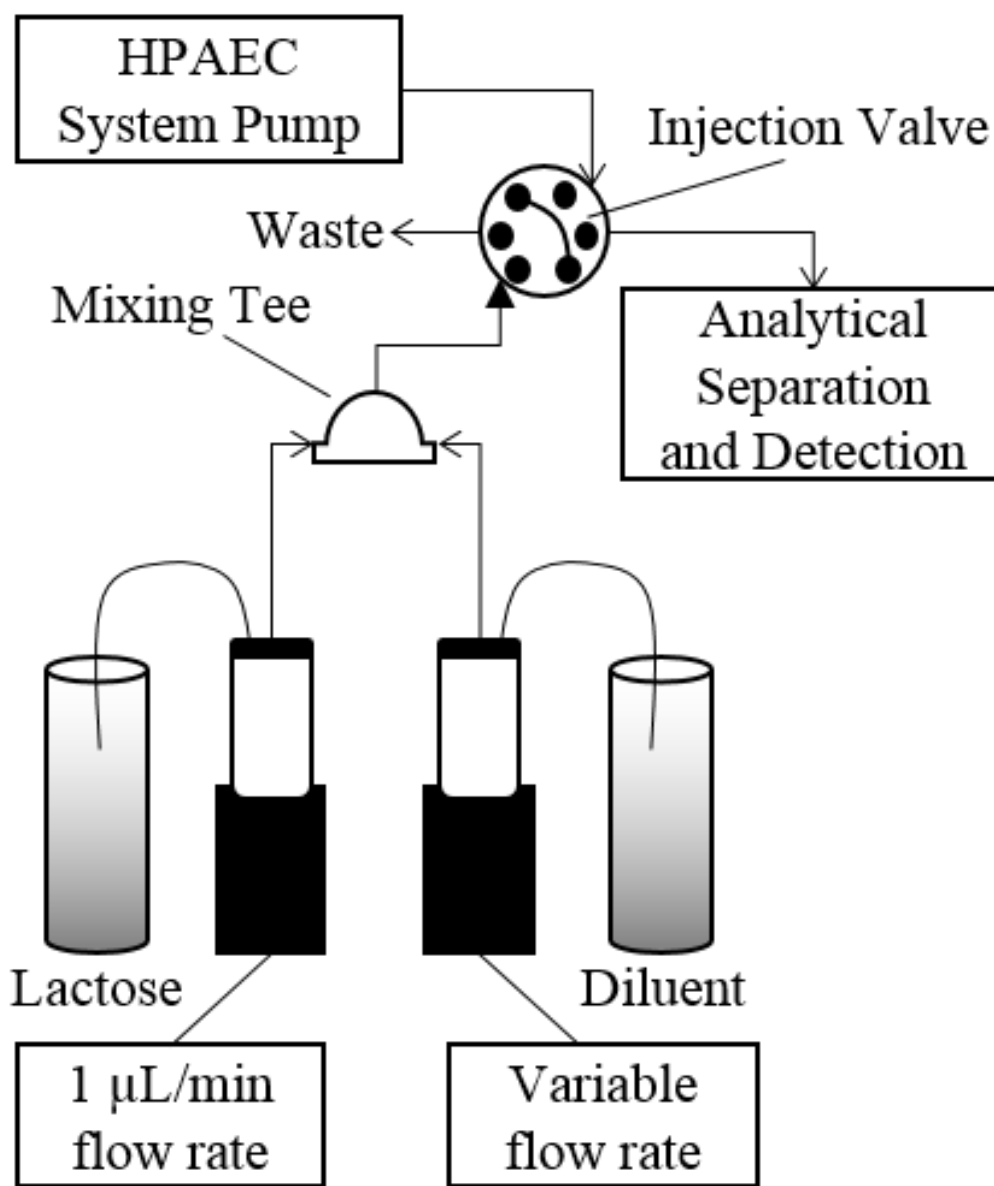 HPAEC
System Pump
Injection Valve
Waste
Mixing Tee
Analytical
Separation
and Detection
Lactose
Diluent
1 μL/min
flow rate
Variable
flow rate